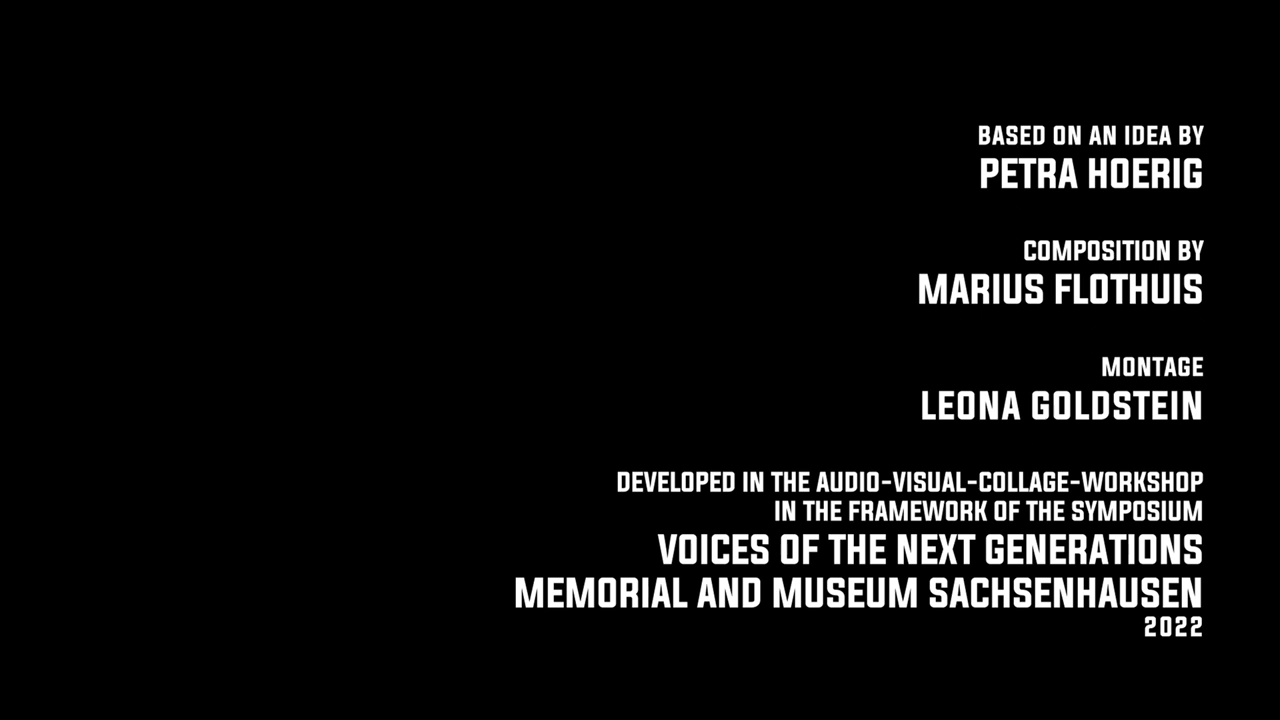 BASED ON AN IDEA BY
PETRA HOERIG
COMPOSITION BY
MARIUS FLOTHUIS
MONTAGE
LEONA GOLDSTEIN
DEVELOPED IN THE AUDIO-VISUAL-COLLAGE-WORKSHOP
IN THE FRAMEWORK OF THE SYMPOSIUM
VOICES OF THE NEXT GENERATIONS
MEMORIAL AND MUSEUM SACHSENHAUSEN
2022